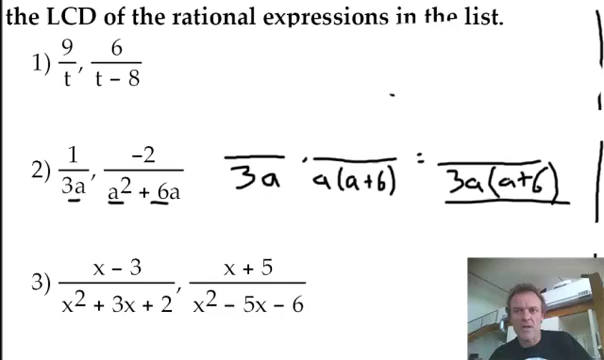 the LCD of the rational expressions in the list.
1) 9/t, 6/(t – 8)
2) 1/(3a), –2/(a² + 6a)   /3a · /a(a+6) = /3a(a+6)
3) (x – 3)/(x² + 3x + 2), (x + 5)/(x² – 5x – 6)